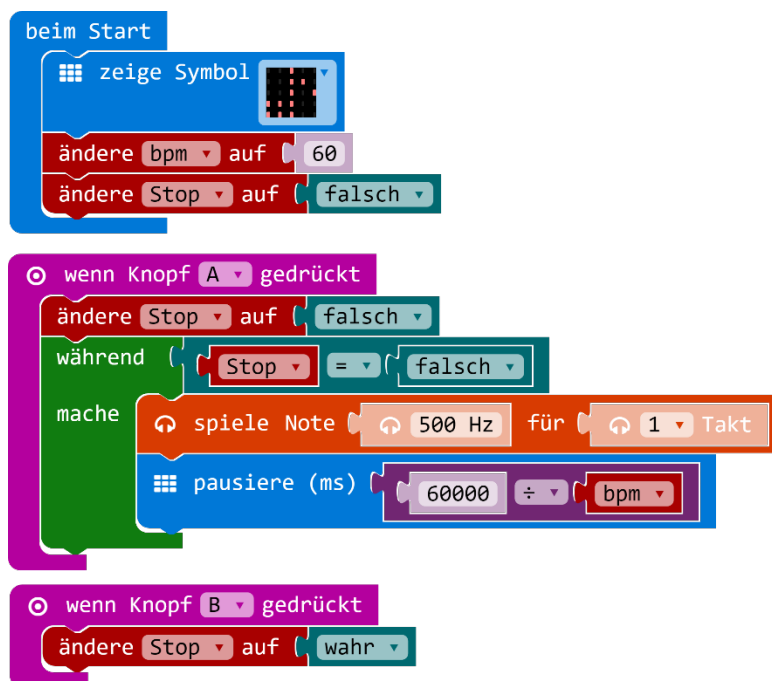 beim Start
zeige Symbol
ändere bpm auf 60
ändere Stop auf falsch
wenn Knopf A gedrückt
ändere Stop auf falsch
während Stop = falsch
mache spiele Note 500 Hz für 1 Takt
pausiere (ms) 60000 ÷ bpm
wenn Knopf B gedrückt
ändere Stop auf wahr